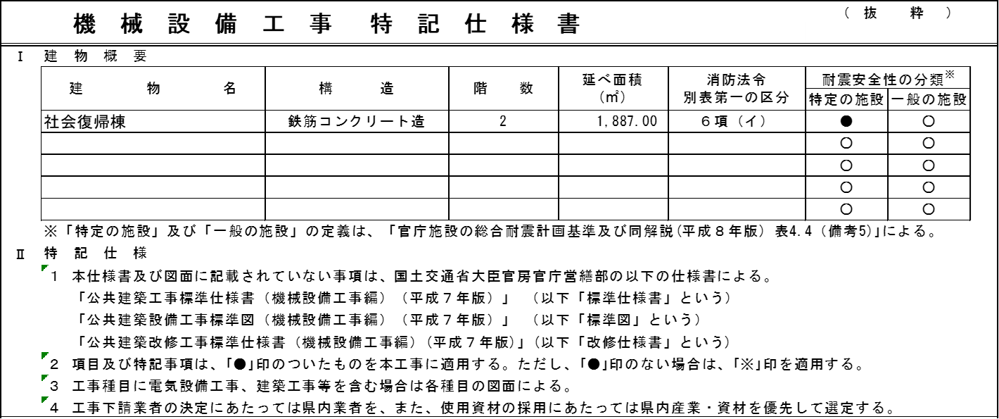 機械設備工事 特記仕様書
（抜 粋）
Ⅰ 建物概要
建 物 名 構 造 階 数 延べ面積（㎡） 消防法令別表第一の区分 耐震安全性の分類※
特定の施設 一般の施設
社会復帰棟 鉄筋コンクリート造 2 1,887.00 ６項（イ） ● ○
○ ○
○ ○
○ ○
○ ○
※「特定の施設」及び「一般の施設」の定義は、「官庁施設の総合耐震計画基準及び同解説(平成８年版）表4.4（備考5)｣による。
Ⅱ 特記仕様
1 本仕様書及び図面に記載されていない事項は、国土交通省大臣官房官庁営繕部の以下の仕様書による。
「公共建築工事標準仕様書（機械設備工事編）（平成７年版）」 （以下「標準仕様書」という）
「公共建築設備工事標準図（機械設備工事編）（平成７年版）」 （以下「標準図」という）
「公共建築改修工事標準仕様書（機械設備工事編）(平成７年版)」(以下「改修仕様書」という）
2 項目及び特記事項は、｢●｣印のついたものを本工事に適用する。ただし、｢●｣印のない場合は、｢※｣印を適用する。
3 工事種目に電気設備工事、建築工事等を含む場合は各種目の図面による。
4 工事下請業者の決定にあたっては県内業者を、また、使用資材の採用にあたっては県内産業・資材を優先して選定する。